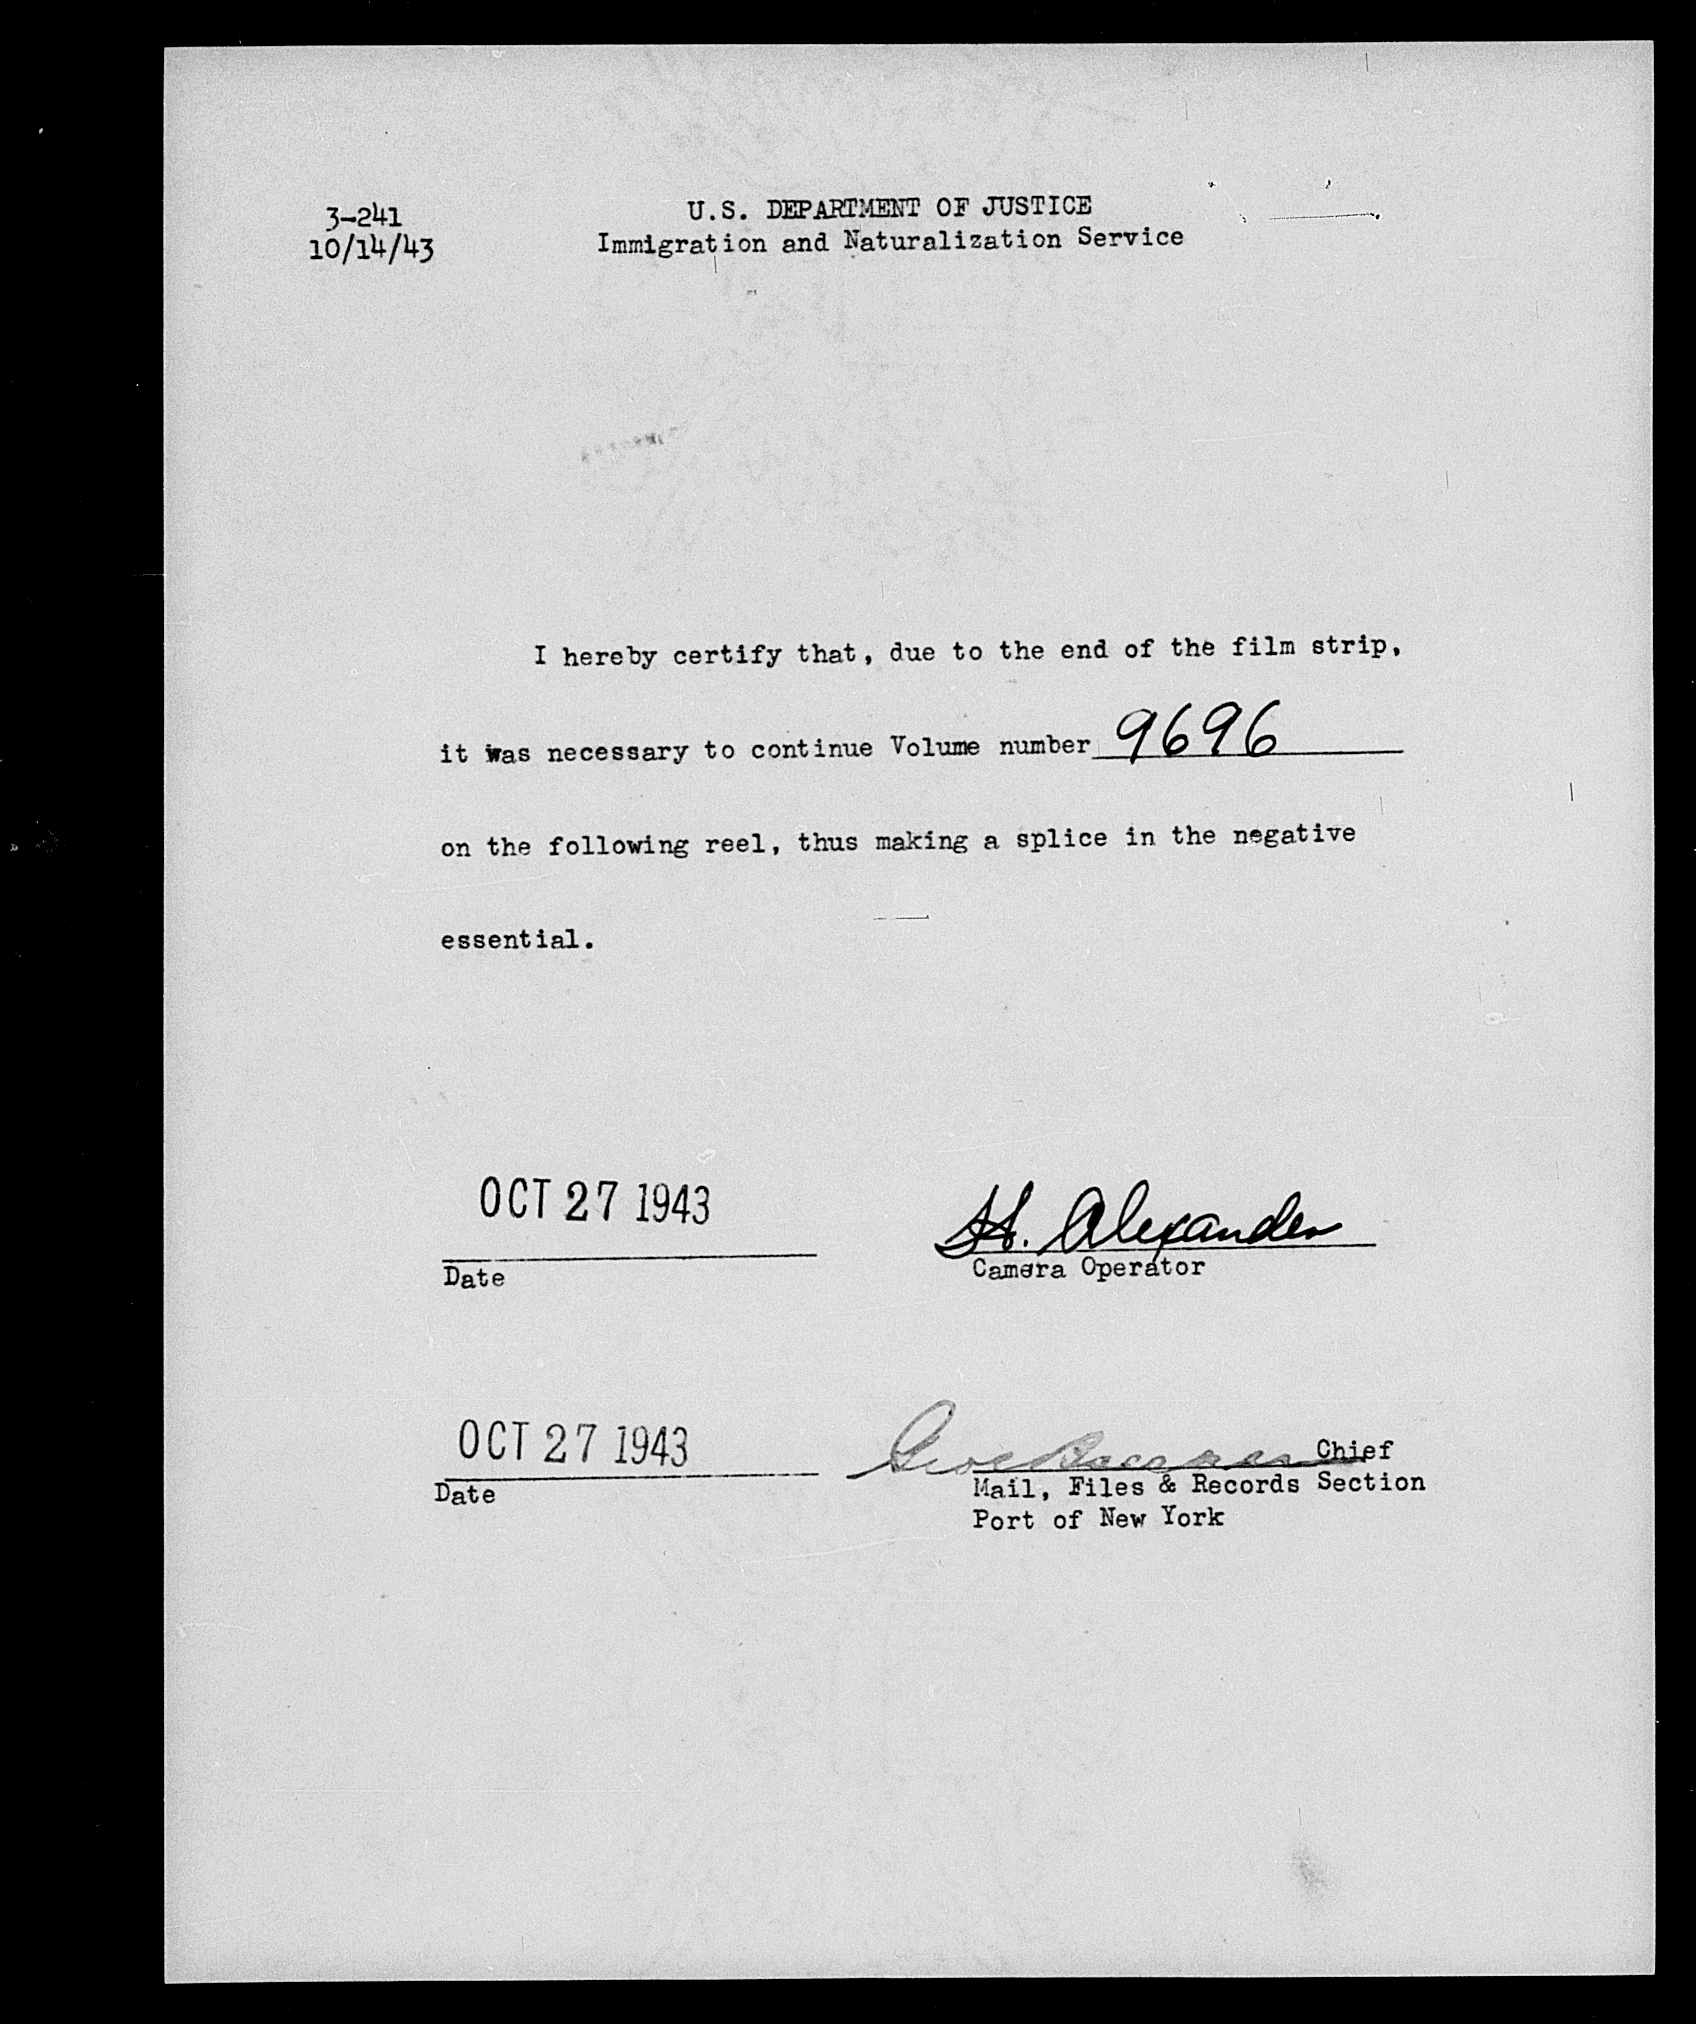 3-241
10/14/43
U.S. DEPARTMENT OF JUSTICE
Immigration and Naturalization Service
I hereby certify that, due to the end of the film strip,
it was necessary to continue Volume number 9696
on the following reel, thus making a splice in the negative
essential.
OCT 27 1943
Date
H. Alexander
Camera Operator
OCT 27 1943
Date
Chief
Mail, Files & Records Section
Port of New York